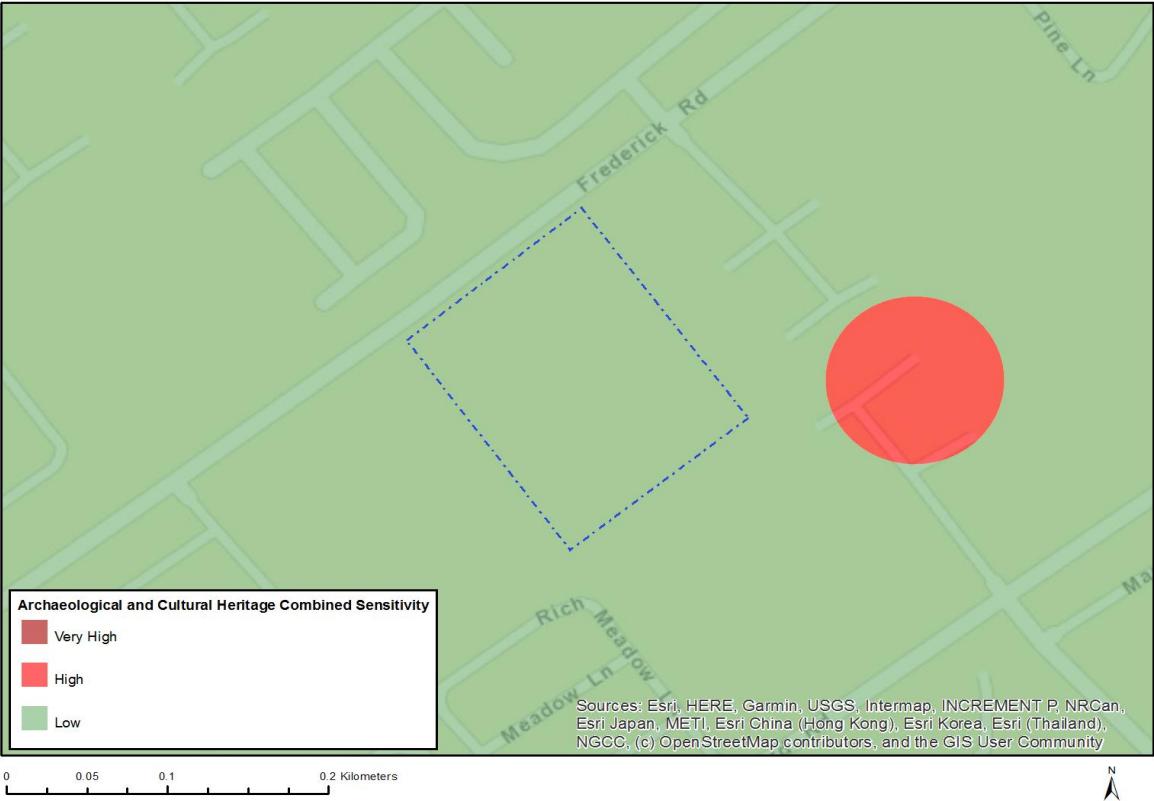 Pine Ln
Frederick Rd
Rich Meadow L
Meadow Ln
Ma
Rd
Archaeological and Cultural Heritage Combined Sensitivity
Very High
High
Low
Sources: Esri, HERE, Garmin, USGS, Intermap, INCREMENT P, NRCan,
Esri Japan, METI, Esri China (Hong Kong), Esri Korea, Esri (Thailand),
NGCC, (c) OpenStreetMap contributors, and the GIS User Community
0 0.05 0.1 0.2 Kilometers
N